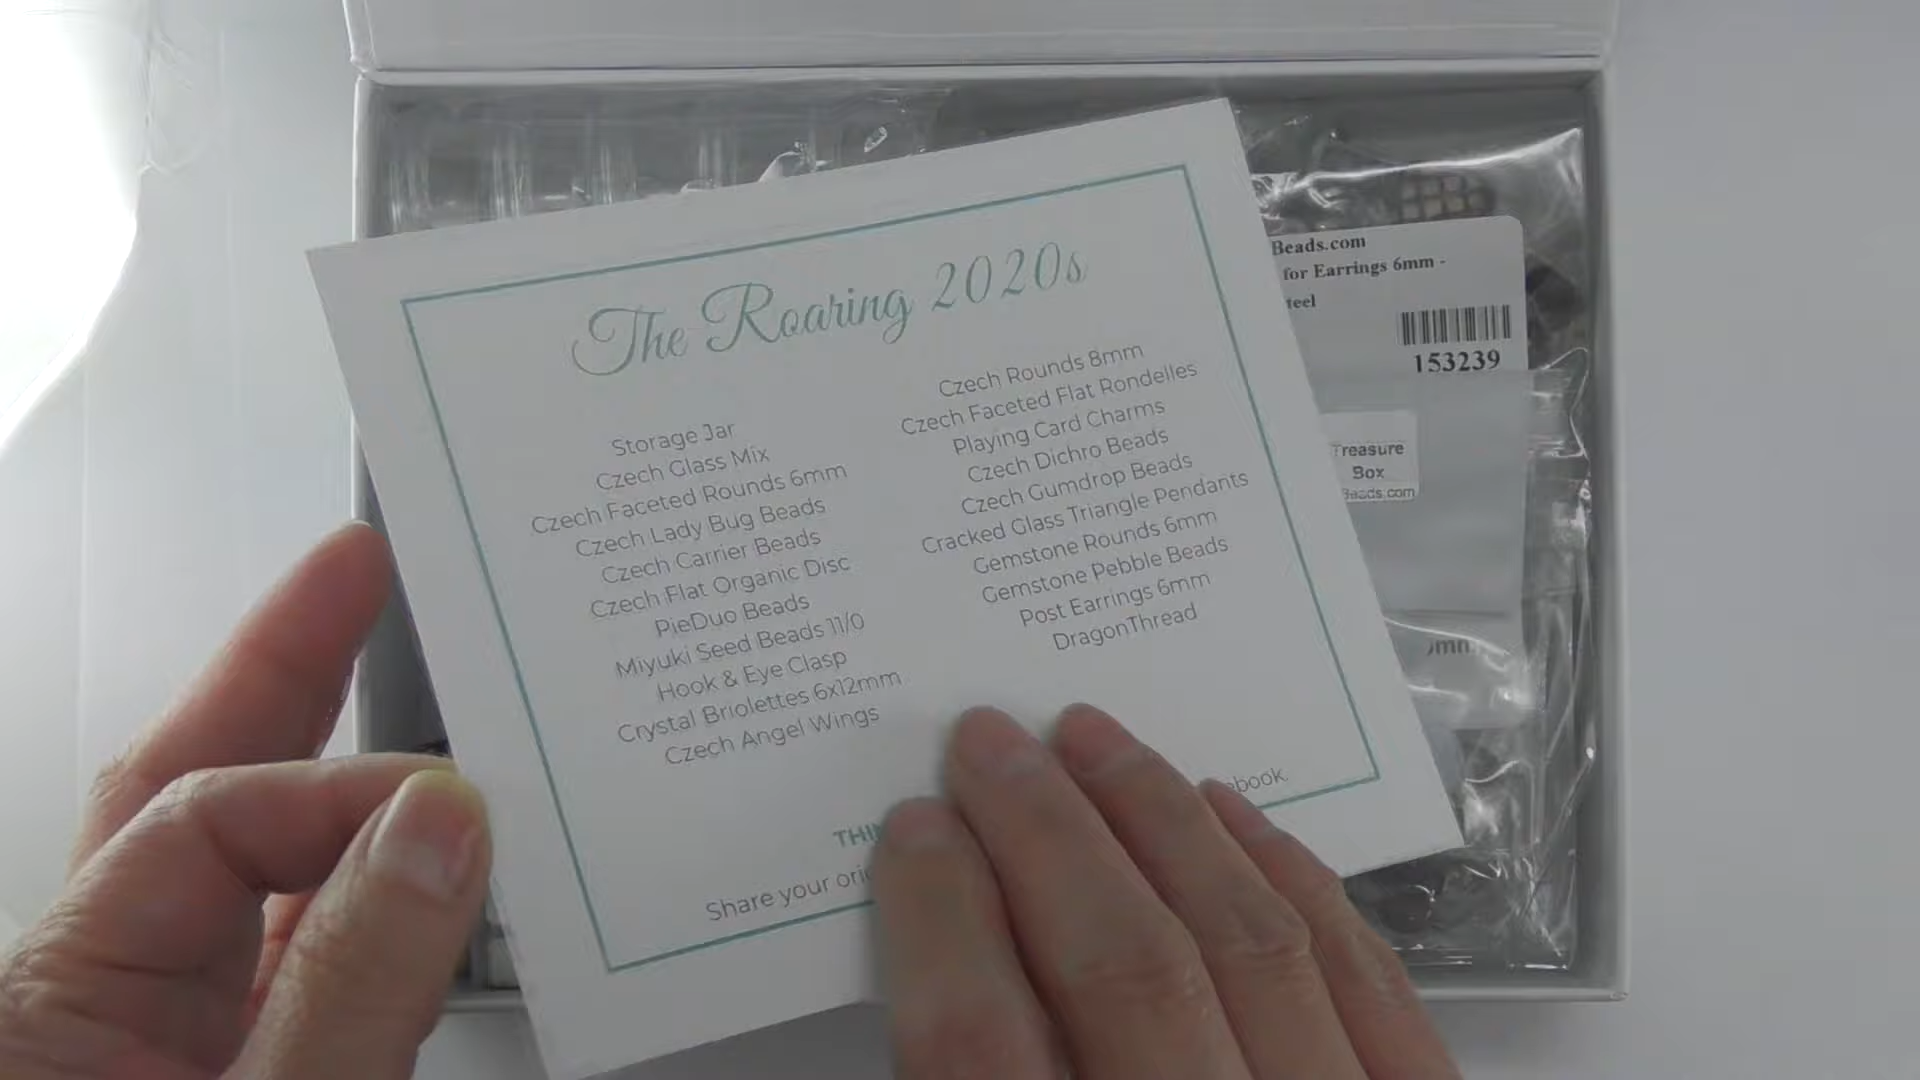 The Roaring 2020s
Storage Jar
Czech Glass Mix
Czech Faceted Rounds 6mm
Czech Lady Bug Beads
Czech Carrier Beads
Czech Flat Organic Disc
PieDuo Beads
Miyuki Seed Beads 11/0
Hook & Eye Clasp
Crystal Briolettes 6x12mm
Czech Angel Wings
Czech Rounds 8mm
Czech Faceted Flat Rondelles
Playing Card Charms
Czech Dichro Beads
Czech Gumdrop Beads
Cracked Glass Triangle Pendants
Gemstone Rounds 6mm
Gemstone Pebble Beads
Post Earrings 6mm
DragonThread
Share your
Beads.com
for Earrings 6mm -
153239
Treasure
Box
Beads.com